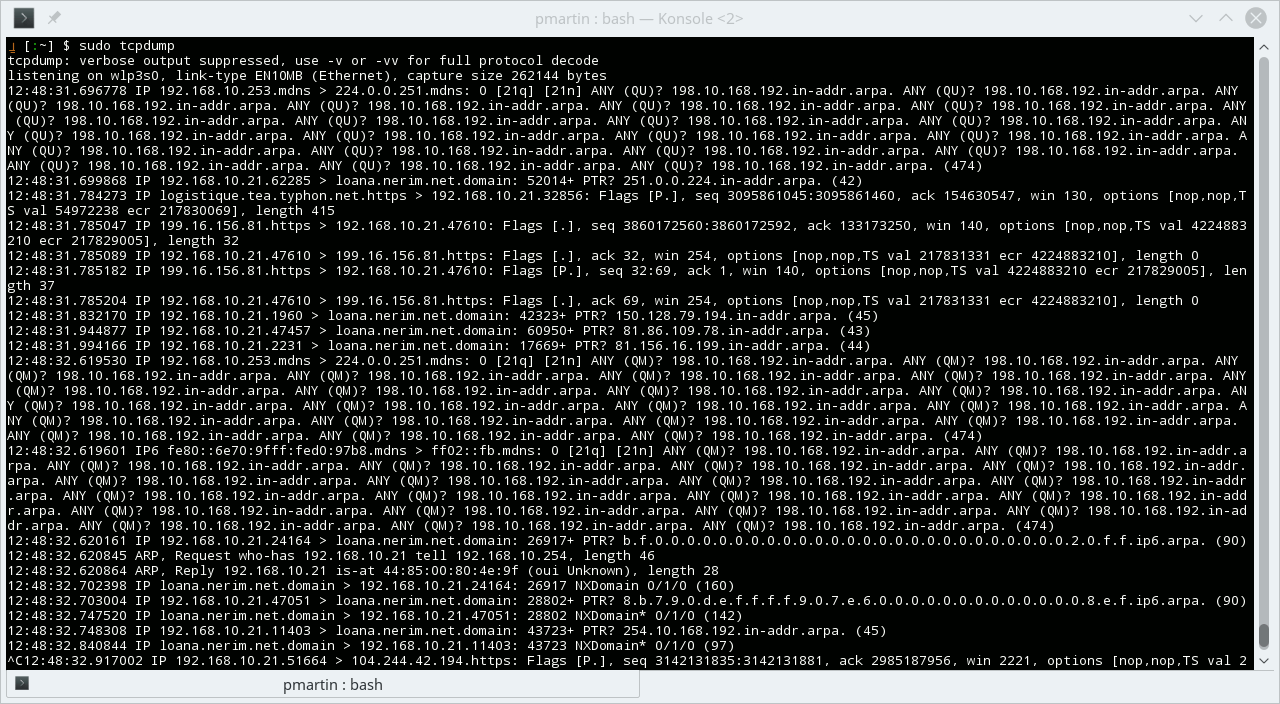 pmartin : bash — Konsole <2>
[:~] $ sudo tcpdump
tcpdump: verbose output suppressed, use -v or -vv for full protocol decode
listening on wlp3s0, link-type EN10MB (Ethernet), capture size 262144 bytes
12:48:31.696778 IP 192.168.10.253.mdns > 224.0.0.251.mdns: 0 [21q] [21n] ANY (QU)? 198.10.168.192.in-addr.arpa. ANY (QU)? 198.10.168.192.in-addr.arpa. ANY
(QU)? 198.10.168.192.in-addr.arpa. ANY (QU)? 198.10.168.192.in-addr.arpa. ANY (QU)? 198.10.168.192.in-addr.arpa. ANY (QU)? 198.10.168.192.in-addr.arpa. ANY
(QU)? 198.10.168.192.in-addr.arpa. ANY (QU)? 198.10.168.192.in-addr.arpa. ANY (QU)? 198.10.168.192.in-addr.arpa. ANY (QU)? 198.10.168.192.in-addr.arpa. AN
Y (QU)? 198.10.168.192.in-addr.arpa. ANY (QU)? 198.10.168.192.in-addr.arpa. ANY (QU)? 198.10.168.192.in-addr.arpa. ANY (QU)? 198.10.168.192.in-addr.arpa. A
NY (QU)? 198.10.168.192.in-addr.arpa. ANY (QU)? 198.10.168.192.in-addr.arpa. ANY (QU)? 198.10.168.192.in-addr.arpa. ANY (QU)? 198.10.168.192.in-addr.arpa.
ANY (QU)? 198.10.168.192.in-addr.arpa. ANY (QU)? 198.10.168.192.in-addr.arpa. ANY (QU)? 198.10.168.192.in-addr.arpa. (474)
12:48:31.699868 IP 192.168.10.21.62285 > loana.nerim.net.domain: 52014+ PTR? 251.0.0.224.in-addr.arpa. (42)
12:48:31.784273 IP logistique.tea.typhon.net.https > 192.168.10.21.32856: Flags [P.], seq 3095861045:3095861460, ack 154630547, win 130, options [nop,nop,T
S val 54972238 ecr 217830069], length 415
12:48:31.785047 IP 199.16.156.81.https > 192.168.10.21.47610: Flags [.], seq 3860172560:3860172592, ack 133173250, win 140, options [nop,nop,TS val 4224883
210 ecr 217829005], length 32
12:48:31.785089 IP 192.168.10.21.47610 > 199.16.156.81.https: Flags [.], ack 32, win 254, options [nop,nop,TS val 217831331 ecr 4224883210], length 0
12:48:31.785182 IP 199.16.156.81.https > 192.168.10.21.47610: Flags [P.], seq 32:69, ack 1, win 140, options [nop,nop,TS val 4224883210 ecr 217829005], len
gth 37
12:48:31.785204 IP 192.168.10.21.47610 > 199.16.156.81.https: Flags [.], ack 69, win 254, options [nop,nop,TS val 217831331 ecr 4224883210], length 0
12:48:31.832170 IP 192.168.10.21.1960 > loana.nerim.net.domain: 42323+ PTR? 150.128.79.194.in-addr.arpa. (45)
12:48:31.944877 IP 192.168.10.21.47457 > loana.nerim.net.domain: 60950+ PTR? 81.86.109.78.in-addr.arpa. (43)
12:48:31.994166 IP 192.168.10.21.2231 > loana.nerim.net.domain: 17669+ PTR? 81.156.16.199.in-addr.arpa. (44)
12:48:32.619530 IP 192.168.10.253.mdns > 224.0.0.251.mdns: 0 [21q] [21n] ANY (QM)? 198.10.168.192.in-addr.arpa. ANY (QM)? 198.10.168.192.in-addr.arpa. ANY
(QM)? 198.10.168.192.in-addr.arpa. ANY (QM)? 198.10.168.192.in-addr.arpa. ANY (QM)? 198.10.168.192.in-addr.arpa. ANY (QM)? 198.10.168.192.in-addr.arpa. ANY
(QM)? 198.10.168.192.in-addr.arpa. ANY (QM)? 198.10.168.192.in-addr.arpa. ANY (QM)? 198.10.168.192.in-addr.arpa. ANY (QM)? 198.10.168.192.in-addr.arpa. AN
Y (QM)? 198.10.168.192.in-addr.arpa. ANY (QM)? 198.10.168.192.in-addr.arpa. ANY (QM)? 198.10.168.192.in-addr.arpa. ANY (QM)? 198.10.168.192.in-addr.arpa. A
NY (QM)? 198.10.168.192.in-addr.arpa. ANY (QM)? 198.10.168.192.in-addr.arpa. ANY (QM)? 198.10.168.192.in-addr.arpa. ANY (QM)? 198.10.168.192.in-addr.arpa.
ANY (QM)? 198.10.168.192.in-addr.arpa. ANY (QM)? 198.10.168.192.in-addr.arpa. ANY (QM)? 198.10.168.192.in-addr.arpa. (474)
12:48:32.619601 IP6 fe80::6e70:9fff:fed0:97b8.mdns > ff02::fb.mdns: 0 [21q] [21n] ANY (QM)? 198.10.168.192.in-addr.arpa. ANY (QM)? 198.10.168.192.in-addr.a
rpa. ANY (QM)? 198.10.168.192.in-addr.arpa. ANY (QM)? 198.10.168.192.in-addr.arpa. ANY (QM)? 198.10.168.192.in-addr.arpa. ANY (QM)? 198.10.168.192.in-addr.
arpa. ANY (QM)? 198.10.168.192.in-addr.arpa. ANY (QM)? 198.10.168.192.in-addr.arpa. ANY (QM)? 198.10.168.192.in-addr.arpa. ANY (QM)? 198.10.168.192.in-addr
.arpa. ANY (QM)? 198.10.168.192.in-addr.arpa. ANY (QM)? 198.10.168.192.in-addr.arpa. ANY (QM)? 198.10.168.192.in-addr.arpa. ANY (QM)? 198.10.168.192.in-add
r.arpa. ANY (QM)? 198.10.168.192.in-addr.arpa. ANY (QM)? 198.10.168.192.in-addr.arpa. ANY (QM)? 198.10.168.192.in-addr.arpa. ANY (QM)? 198.10.168.192.in-ad
dr.arpa. ANY (QM)? 198.10.168.192.in-addr.arpa. ANY (QM)? 198.10.168.192.in-addr.arpa. ANY (QM)? 198.10.168.192.in-addr.arpa. (474)
12:48:32.620161 IP 192.168.10.21.24164 > loana.nerim.net.domain: 26917+ PTR? b.f.0.0.0.0.0.0.0.0.0.0.0.0.0.0.0.0.0.0.0.0.0.0.0.0.0.0.2.0.f.f.ip6.arpa. (90)
12:48:32.620845 ARP, Request who-has 192.168.10.21 tell 192.168.10.254, length 46
12:48:32.620864 ARP, Reply 192.168.10.21 is-at 44:85:00:80:4e:9f (oui Unknown), length 28
12:48:32.702398 IP loana.nerim.net.domain > 192.168.10.21.24164: 26917 NXDomain 0/1/0 (160)
12:48:32.703004 IP 192.168.10.21.47051 > loana.nerim.net.domain: 28802+ PTR? 8.b.7.9.0.d.e.f.f.f.f.9.0.7.e.6.0.0.0.0.0.0.0.0.0.0.0.0.0.8.e.f.ip6.arpa. (90)
12:48:32.747520 IP loana.nerim.net.domain > 192.168.10.21.47051: 28802 NXDomain* 0/1/0 (142)
12:48:32.748308 IP 192.168.10.21.11403 > loana.nerim.net.domain: 43723+ PTR? 254.10.168.192.in-addr.arpa. (45)
12:48:32.840844 IP loana.nerim.net.domain > 192.168.10.21.11403: 43723 NXDomain* 0/1/0 (97)
^C12:48:32.917002 IP 192.168.10.21.51664 > 104.244.42.194.https: Flags [P.], seq 3142131835:3142131881, ack 2985187956, win 2221, options [nop,nop,TS val 2
pmartin : bash